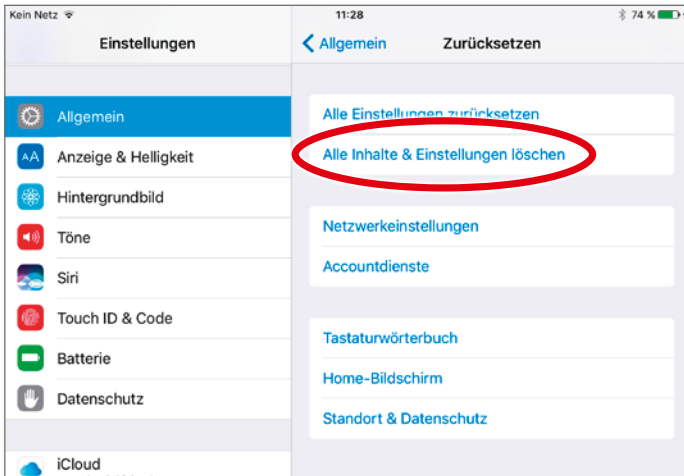 Kein Netz
11:28
74 %
Einstellungen
Allgemein
Zurücksetzen
Allgemein
Anzeige & Helligkeit
Hintergrundbild
Töne
Siri
Touch ID & Code
Batterie
Datenschutz
iCloud
Alle Einstellungen zurücksetzen
Alle Inhalte & Einstellungen löschen
Netzwerkeinstellungen
Accountdienste
Tastaturwörterbuch
Home-Bildschirm
Standort & Datenschutz